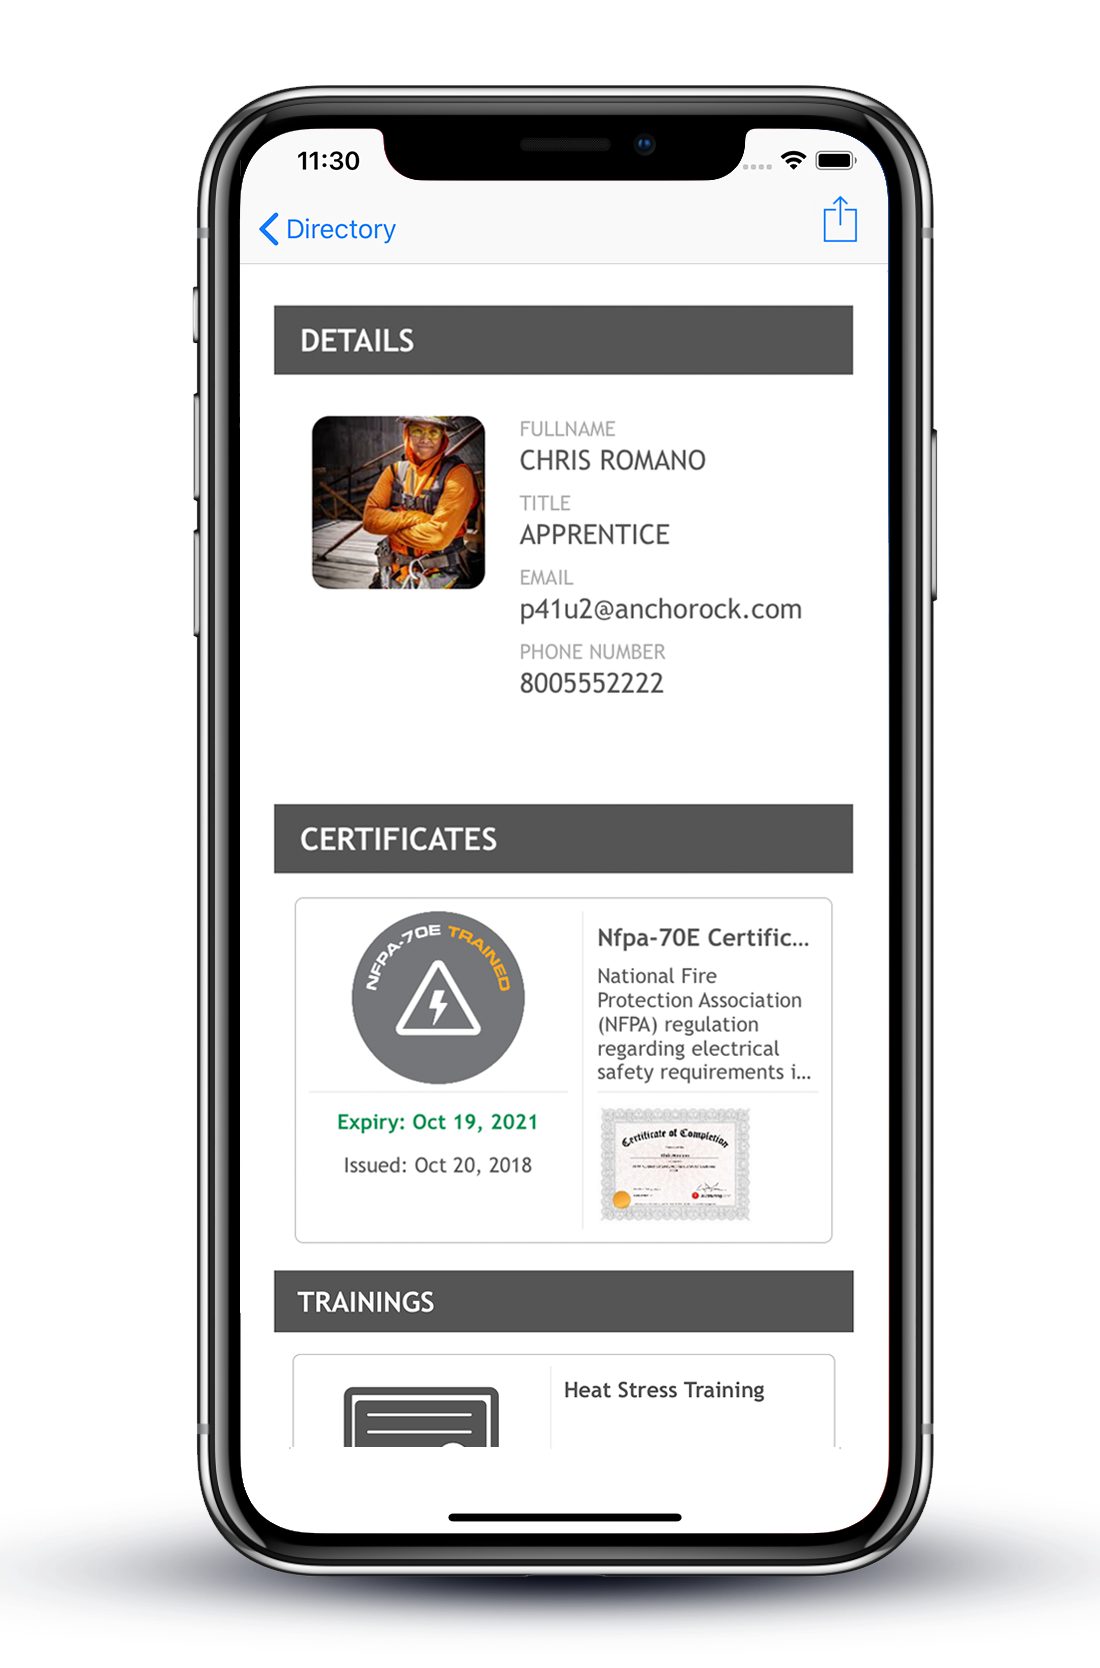 11:30
Directory
DETAILS
FULLNAME
CHRIS ROMANO
TITLE
APPRENTICE
EMAIL
p41u2@anchorock.com
PHONE NUMBER
8005552222
CERTIFICATES
NFPA-70E TRAINED
Nfpa-70E Certific...
National Fire
Protection Association
(NFPA) regulation
regarding electrical
safety requirements i...
Expiry: Oct 19, 2021
Issued: Oct 20, 2018
Certificate of Completion
TRAININGS
Heat Stress Training